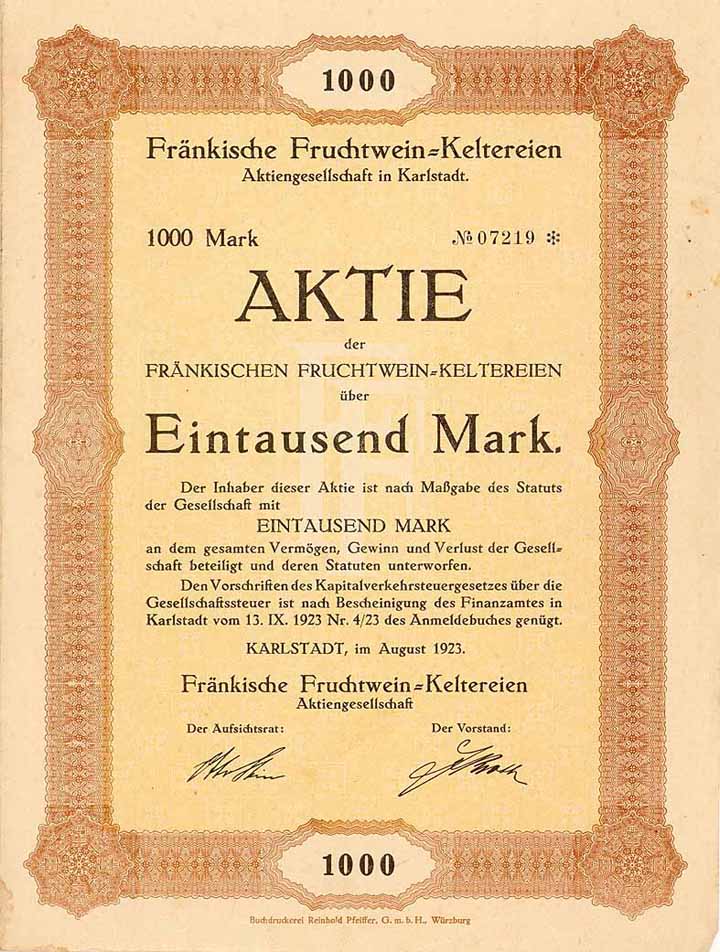 1000
Fränkische Fruchtwein=Keltereien
Aktiengesellschaft in Karlstadt.
1000 Mark № 07219 ✻
AKTIE
der
FRÄNKISCHEN FRUCHTWEIN=KELTEREIEN
über
Eintausend Mark.
Der Inhaber dieser Aktie ist nach Maßgabe des Statuts
der Gesellschaft mit
EINTAUSEND MARK
an dem gesamten Vermögen, Gewinn und Verlust der Gesell=
schaft beteiligt und deren Statuten unterworfen.
Den Vorschriften des Kapitalverkehrsteuergesetzes über die
Gesellschaftssteuer ist nach Bescheinigung des Finanzamtes in
Karlstadt vom 13. IX. 1923 Nr. 4/23 des Anmeldebuches genügt.
KARLSTADT, im August 1923.
Fränkische Fruchtwein=Keltereien
Aktiengesellschaft
Der Aufsichtsrat: Der Vorstand:
1000
Buchdruckerei Reinhold Pfeiffer, G. m. b. H., Würzburg